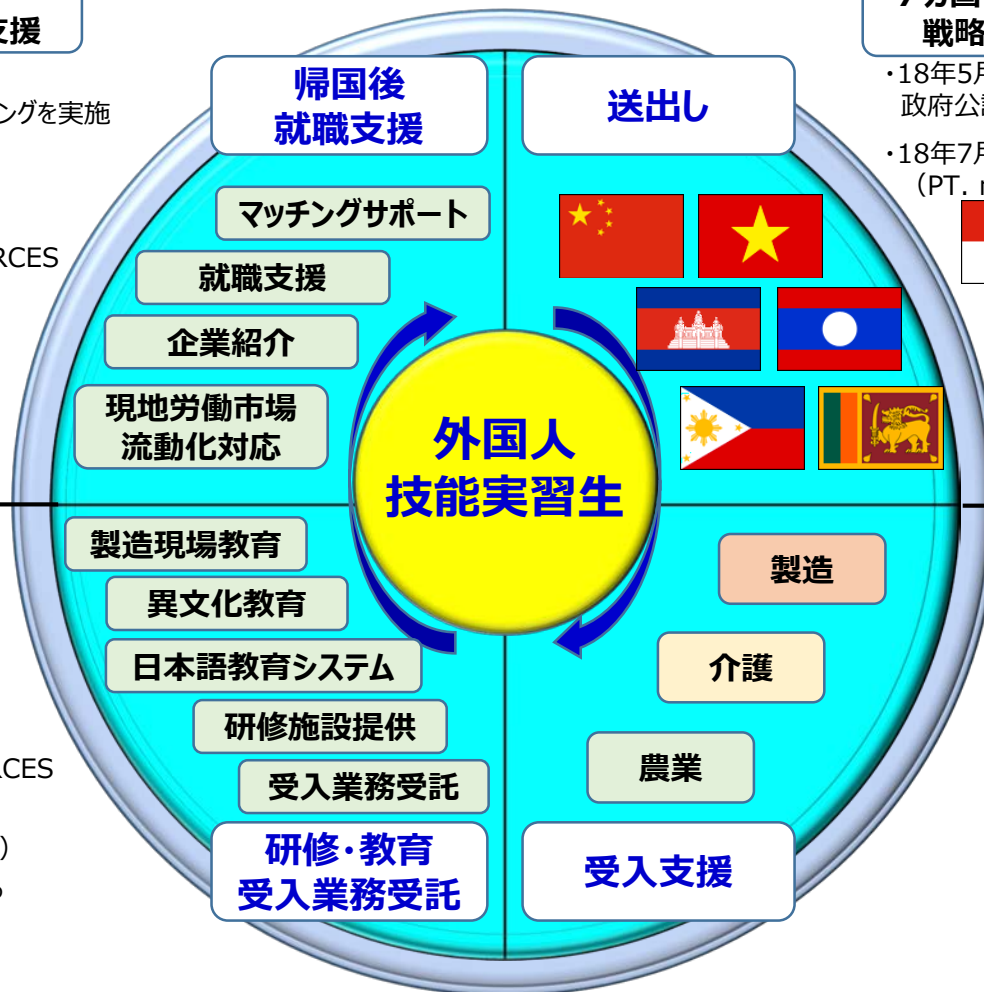 支援
戦略
・18年5月
・18年7月
(PT.
ングを実施
RCES
帰国後
就職支援
送出し
マッチングサポート
就職支援
企業紹介
現地労働市場
流動化対応
外国人
技能実習生
製造現場教育
異文化教育
日本語教育システム
研修施設提供
受入業務受託
製造
介護
農業
RCES
)
研修・教育
受入業務受託
受入支援